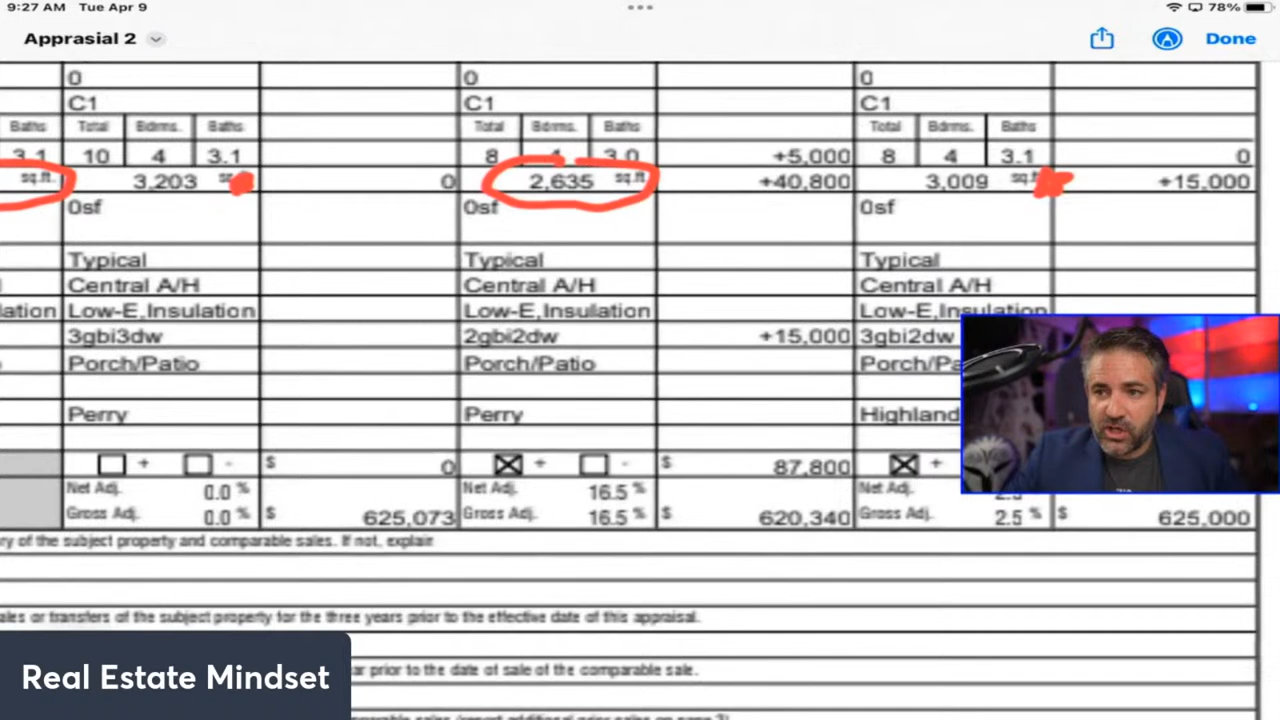 9:27 AM Tue Apr 9
78%
Apprasial 2
Done
0 0 0
C1 C1 C1
Baths Total Bdrms. Baths Total Bdrms. Baths Total Bdrms. Baths
3.1 10 4 3.1 8 4 3.0 +5,000 8 4 3.1 0
sq.ft. 3,203 0 2,635 sq.ft. +40,800 3,009 sq.ft. +15,000
0sf 0sf 0sf
Typical Typical Typical
Central A/H Central A/H Central A/H
Low-E,Insulation Low-E,Insulation Low-E,Insulation
3gbi3dw 2gbi2dw +15,000 3gbi2dw
Porch/Patio Porch/Patio
Perry Perry Highland
+ - $ 0 + - $ 87,800 +
Net Adj. 0.0 % Net Adj. 16.5 % Net Adj.
Gross Adj. 0.0 % $ 625,073 Gross Adj. 16.5 % $ 620,340 Gross Adj. 2.5 % $ 625,000
of the subject property and comparable sales. If not, explain
sales or transfers of the subject property for the three years prior to the effective date of this appraisal.
prior to the date of sale of the comparable sale.
Real Estate Mindset